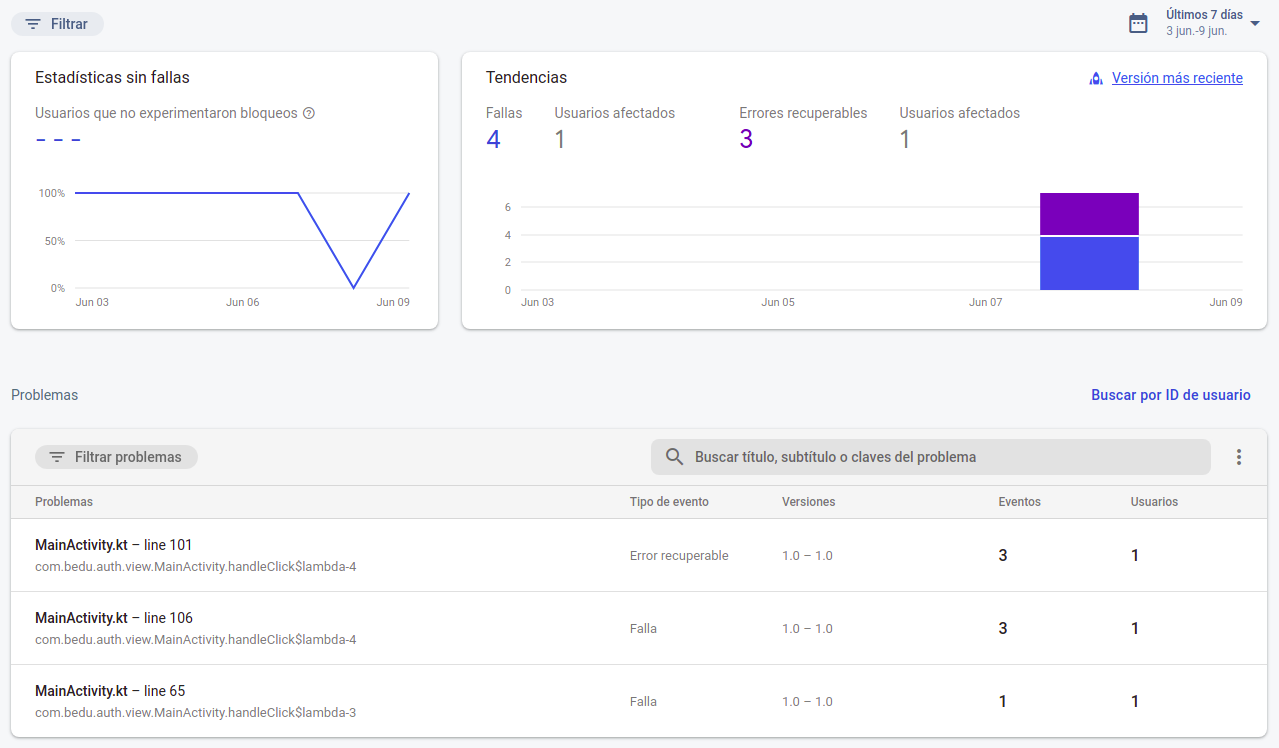 Filtrar
Últimos 7 días
3 jun.-9 jun.
Estadísticas sin fallas
Usuarios que no experimentaron bloqueos
– – –
100%
50%
0%
Jun 03 Jun 06 Jun 09
Tendencias
Versión más reciente
Fallas Usuarios afectados Errores recuperables Usuarios afectados
4 1 3 1
6
4
2
0
Jun 03 Jun 05 Jun 07 Jun 09
Problemas
Buscar por ID de usuario
Filtrar problemas
Buscar título, subtítulo o claves del problema
Problemas Tipo de evento Versiones Eventos Usuarios
MainActivity.kt – line 101
com.bedu.auth.view.MainActivity.handleClick$lambda-4
Error recuperable 1.0 – 1.0 3 1
MainActivity.kt – line 106
com.bedu.auth.view.MainActivity.handleClick$lambda-4
Falla 1.0 – 1.0 3 1
MainActivity.kt – line 65
com.bedu.auth.view.MainActivity.handleClick$lambda-3
Falla 1.0 – 1.0 1 1